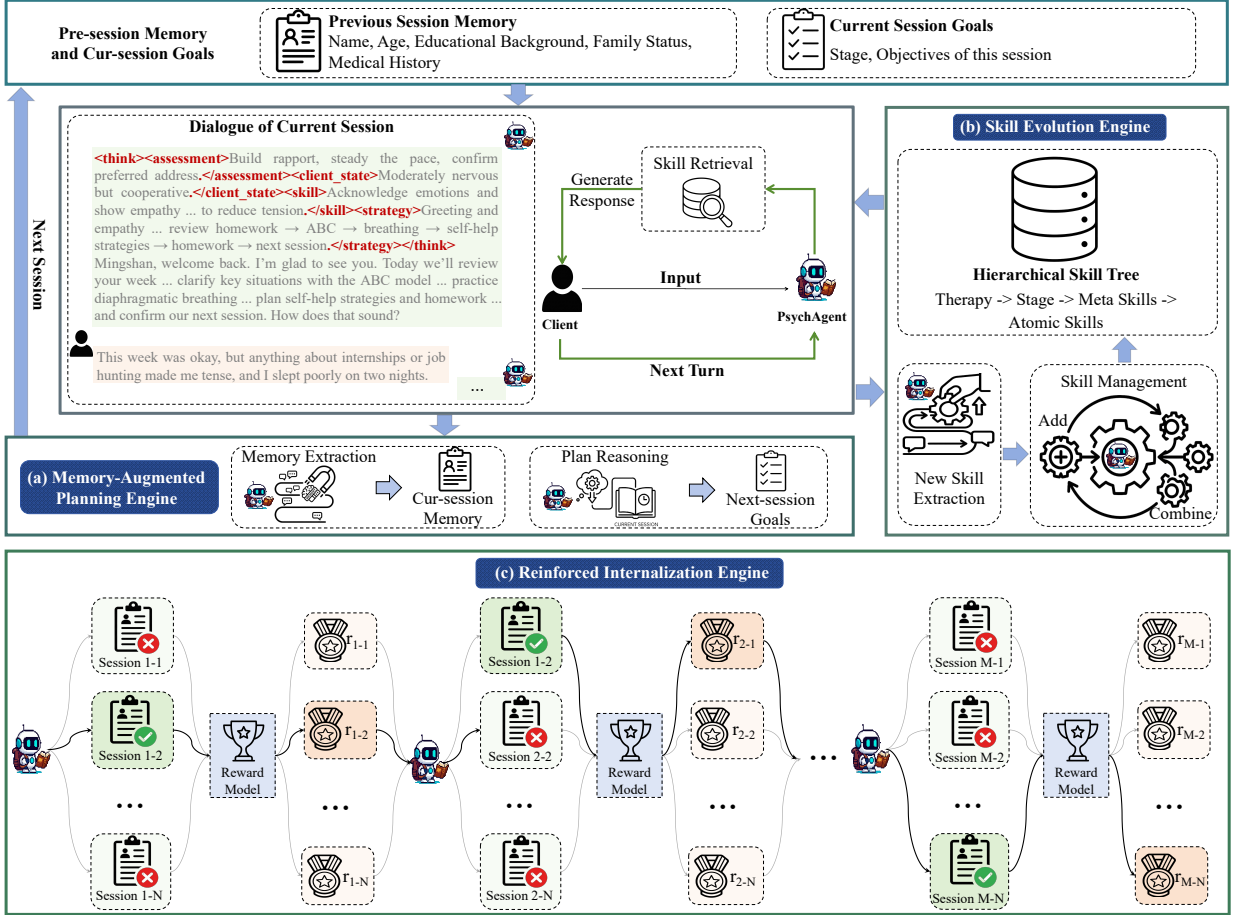 Pre-session Memory
and Cur-session Goals
Previous Session Memory
Name, Age, Educational Background, Family Status,
Medical History
Current Session Goals
Stage, Objectives of this session
Next Session
Dialogue of Current Session
<think><assessment>Build rapport, steady the pace, confirm
preferred address.</assessment><client_state>Moderately nervous
but cooperative.</client_state><skill>Acknowledge emotions and
show empathy ... to reduce tension.</skill><strategy>Greeting and
empathy ... review homework → ABC → breathing → self-help
strategies → homework → next session.</strategy></think>
Mingshan, welcome back. I'm glad to see you. Today we'll review
your week ... clarify key situations with the ABC model ... practice
diaphragmatic breathing ... plan self-help strategies and homework ...
and confirm our next session. How does that sound?
This week was okay, but anything about internships or job
hunting made me tense, and I slept poorly on two nights.
...
Skill Retrieval
Generate
Response
Input
Client
PsychAgent
Next Turn
(b) Skill Evolution Engine
Hierarchical Skill Tree
Therapy -> Stage -> Meta Skills ->
Atomic Skills
New Skill
Extraction
Skill Management
Add
Combine
(a) Memory-Augmented
Planning Engine
Memory Extraction
Cur-session
Memory
Plan Reasoning
CURRENT SESSION
Next-session
Goals
(c) Reinforced Internalization Engine
Session 1-1
Session 1-2
...
Session 1-N
Reward
Model
r1-1
r1-2
...
r1-N
Session 1-2
Session 2-2
...
Session 2-N
Reward
Model
r2-1
r2-2
...
r2-N
...
Session M-1
Session M-2
...
Session M-N
Reward
Model
rM-1
rM-2
...
rM-N